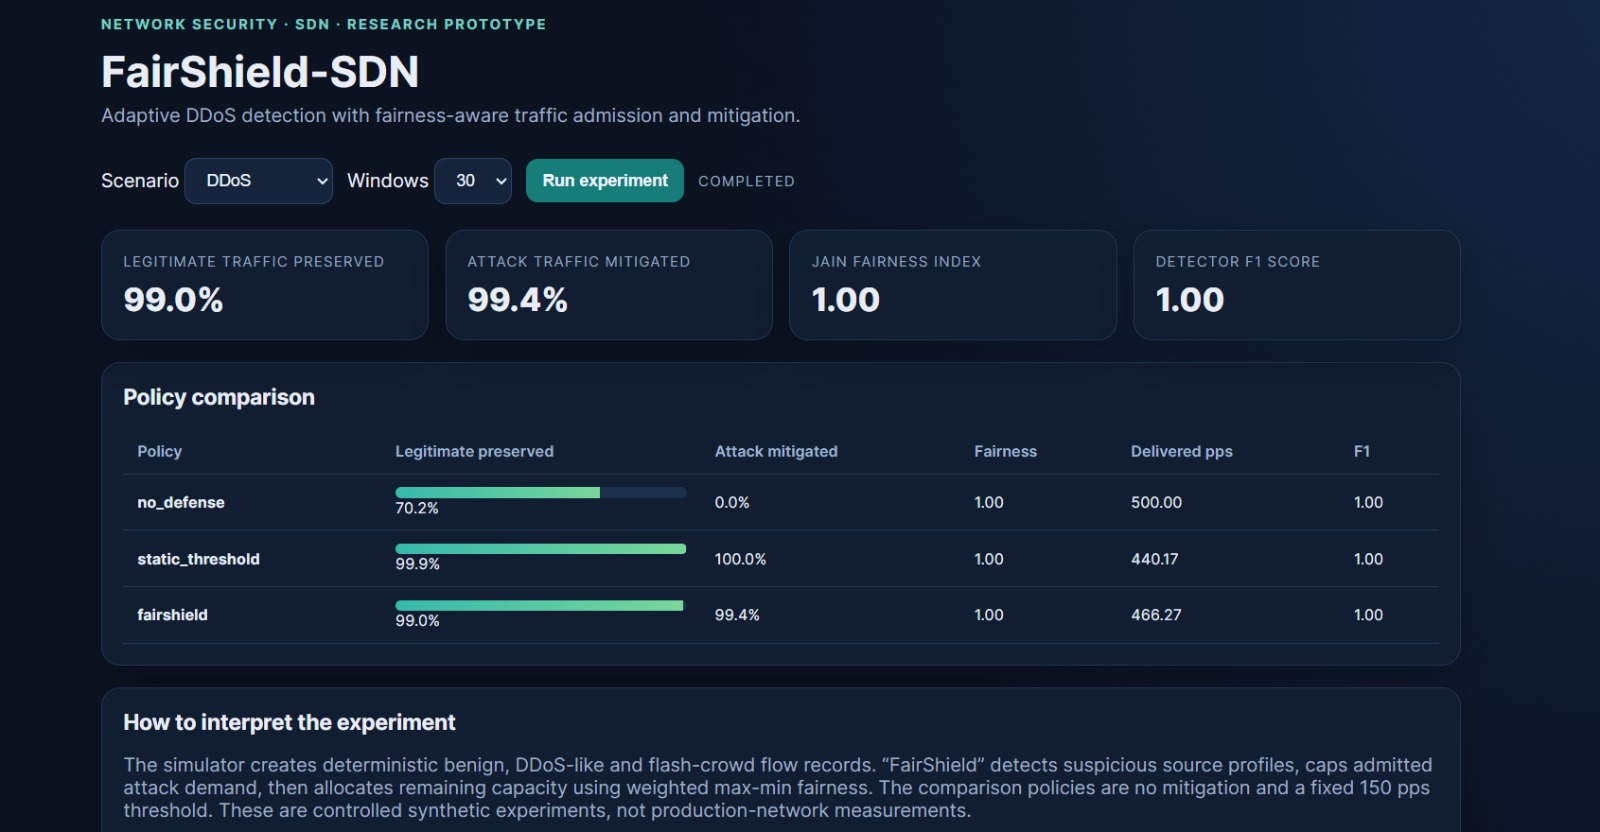 NETWORK SECURITY · SDN · RESEARCH PROTOTYPE
FairShield-SDN
Adaptive DDoS detection with fairness-aware traffic admission and mitigation.
Scenario DDoS Windows 30 Run experiment COMPLETED
LEGITIMATE TRAFFIC PRESERVED
99.0%
ATTACK TRAFFIC MITIGATED
99.4%
JAIN FAIRNESS INDEX
1.00
DETECTOR F1 SCORE
1.00
Policy comparison
Policy Legitimate preserved Attack mitigated Fairness Delivered pps F1
no_defense 70.2% 0.0% 1.00 500.00 1.00
static_threshold 99.9% 100.0% 1.00 440.17 1.00
fairshield 99.0% 99.4% 1.00 466.27 1.00
How to interpret the experiment
The simulator creates deterministic benign, DDoS-like and flash-crowd flow records. “FairShield” detects suspicious source profiles, caps admitted
attack demand, then allocates remaining capacity using weighted max-min fairness. The comparison policies are no mitigation and a fixed 150 pps
threshold. These are controlled synthetic experiments, not production-network measurements.